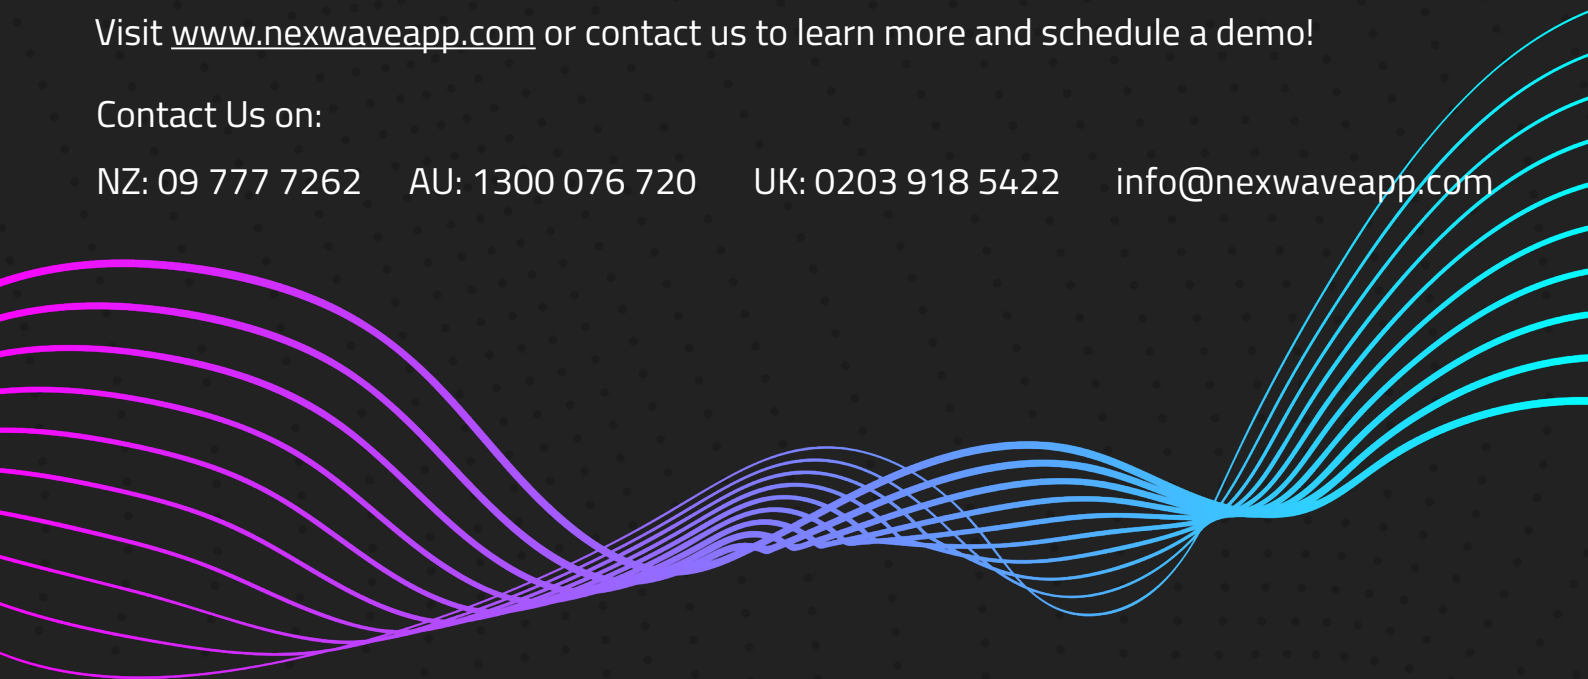 Visit www.nexwaveapp.com or contact us to learn more and schedule a demo!
Contact Us on:
NZ: 09 777 7262 AU: 1300 076 720 UK: 0203 918 5422 info@nexwaveapp.com